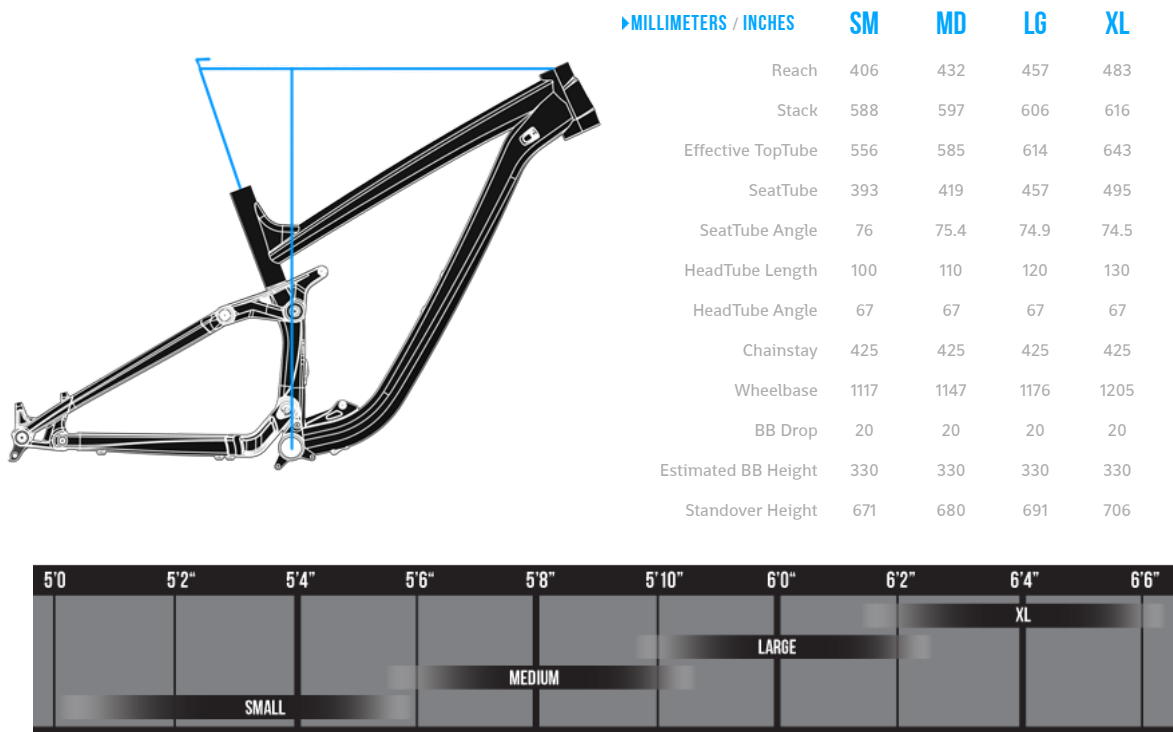 ▶MILLIMETERS / INCHES SM MD LG XL
Reach 406 432 457 483
Stack 588 597 606 616
Effective TopTube 556 585 614 643
SeatTube 393 419 457 495
SeatTube Angle 76 75.4 74.9 74.5
HeadTube Length 100 110 120 130
HeadTube Angle 67 67 67 67
Chainstay 425 425 425 425
Wheelbase 1117 1147 1176 1205
BB Drop 20 20 20 20
Estimated BB Height 330 330 330 330
Standover Height 671 680 691 706
5'0 5'2“ 5'4” 5'6“ 5'8” 5'10” 6'0“ 6'2” 6'4” 6'6”
XL
LARGE
MEDIUM
SMALL